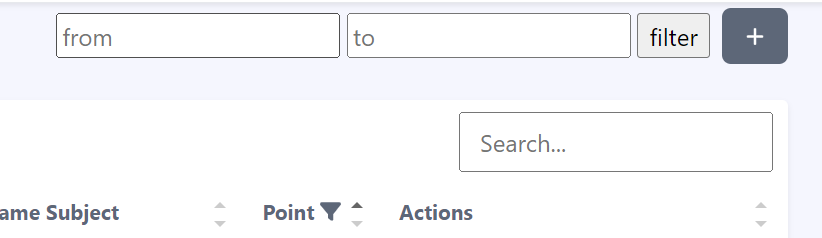 from to filter +
Search...
ame Subject Point Actions